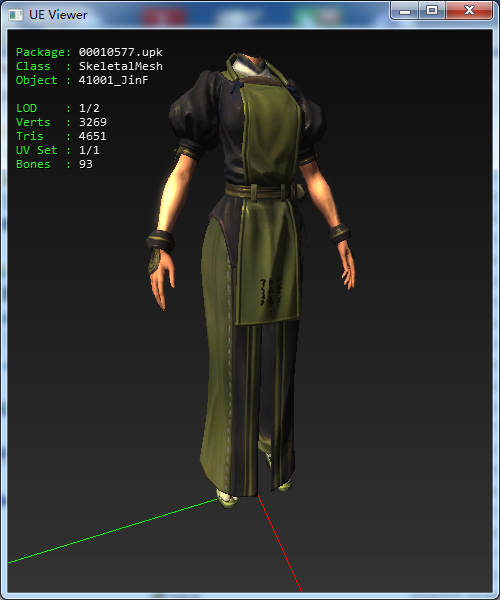 UE Viewer
Package: 00010577.upk
Class : SkeletalMesh
Object : 41001_JinF
LOD : 1/2
Verts : 3269
Tris : 4651
UV Set : 1/1
Bones : 93